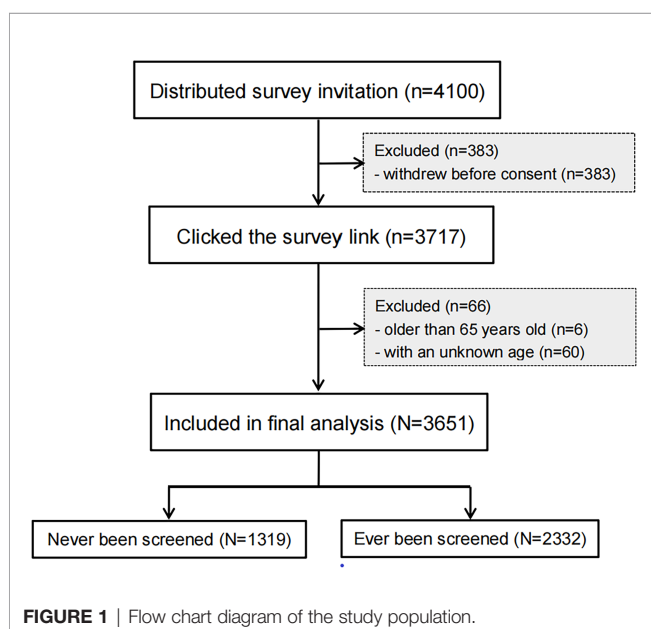 Distributed survey invitation (n=4100)
Excluded (n=383)
- withdrew before consent (n=383)
Clicked the survey link (n=3717)
Excluded (n=66)
- older than 65 years old (n=6)
- with an unknown age (n=60)
Included in final analysis (N=3651)
Never been screened (N=1319)
Ever been screened (N=2332)
FIGURE 1 | Flow chart diagram of the study population.